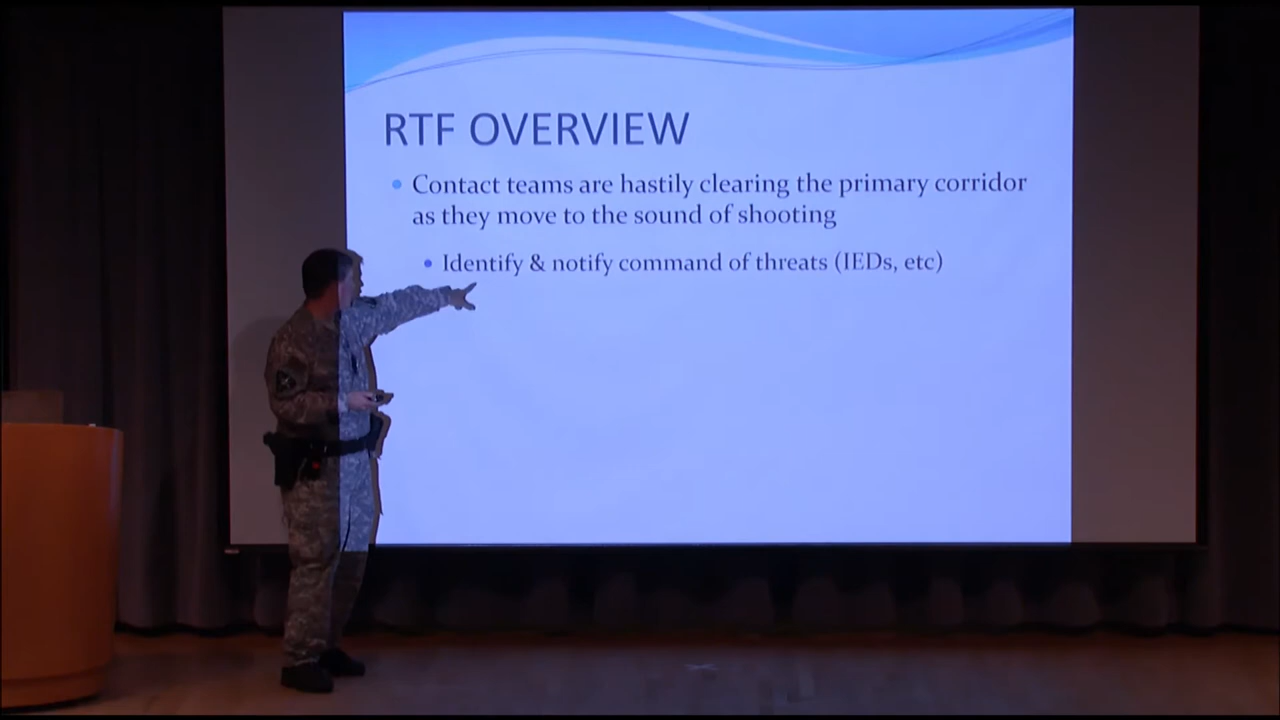 RTF OVERVIEW
• Contact teams are hastily clearing the primary corridor
as they move to the sound of shooting
• Identify & notify command of threats (IEDs, etc)